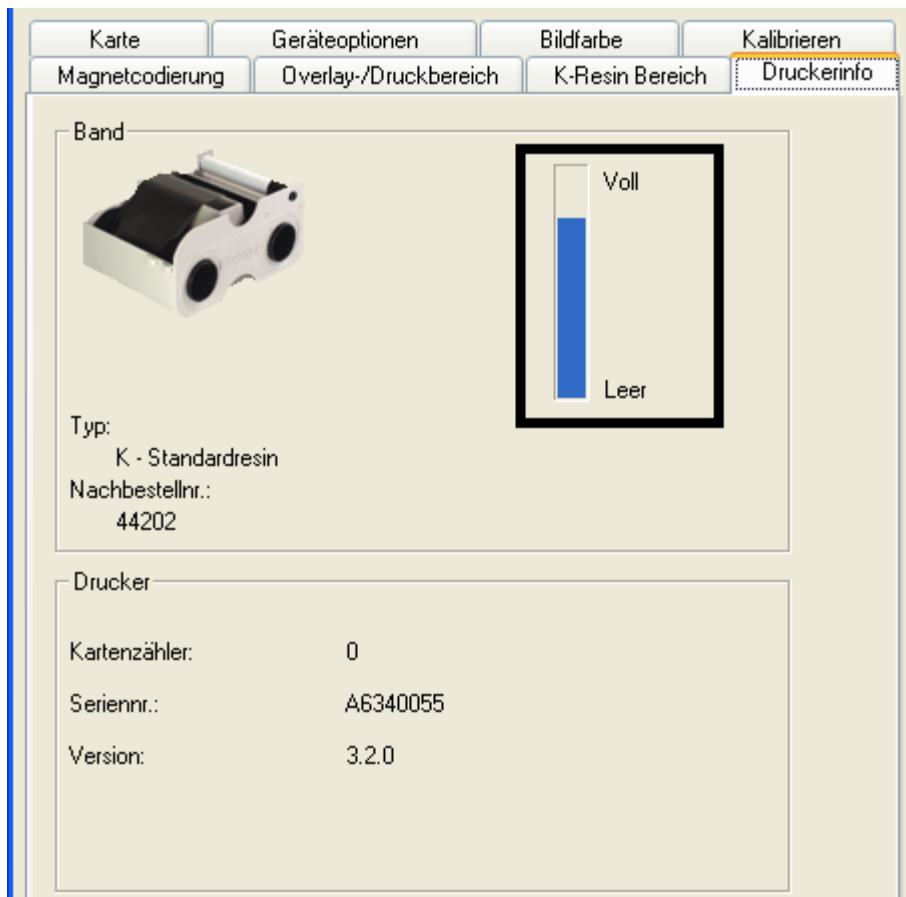 Karte Geräteoptionen Bildfarbe Kalibrieren
Magnetcodierung Overlay-/Druckbereich K-Resin Bereich Druckerinfo
Band
Voll
Leer
Typ:
K - Standardresin
Nachbestellnr.:
44202
Drucker
Kartenzähler: 0
Seriennr.: A6340055
Version: 3.2.0